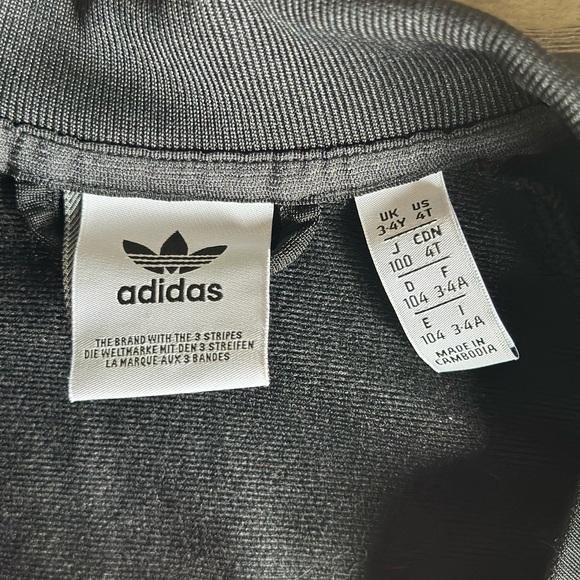 adidas
THE BRAND WITH THE 3 STRIPES
DIE WELTMARKE MIT DEN 3 STREIFEN
LA MARQUE AUX 3 BANDES
UK US
3-4Y 4T
J CDN
100 4T
D F
104 3-4A
E I
104 3-4A
MADE IN
CAMBODIA